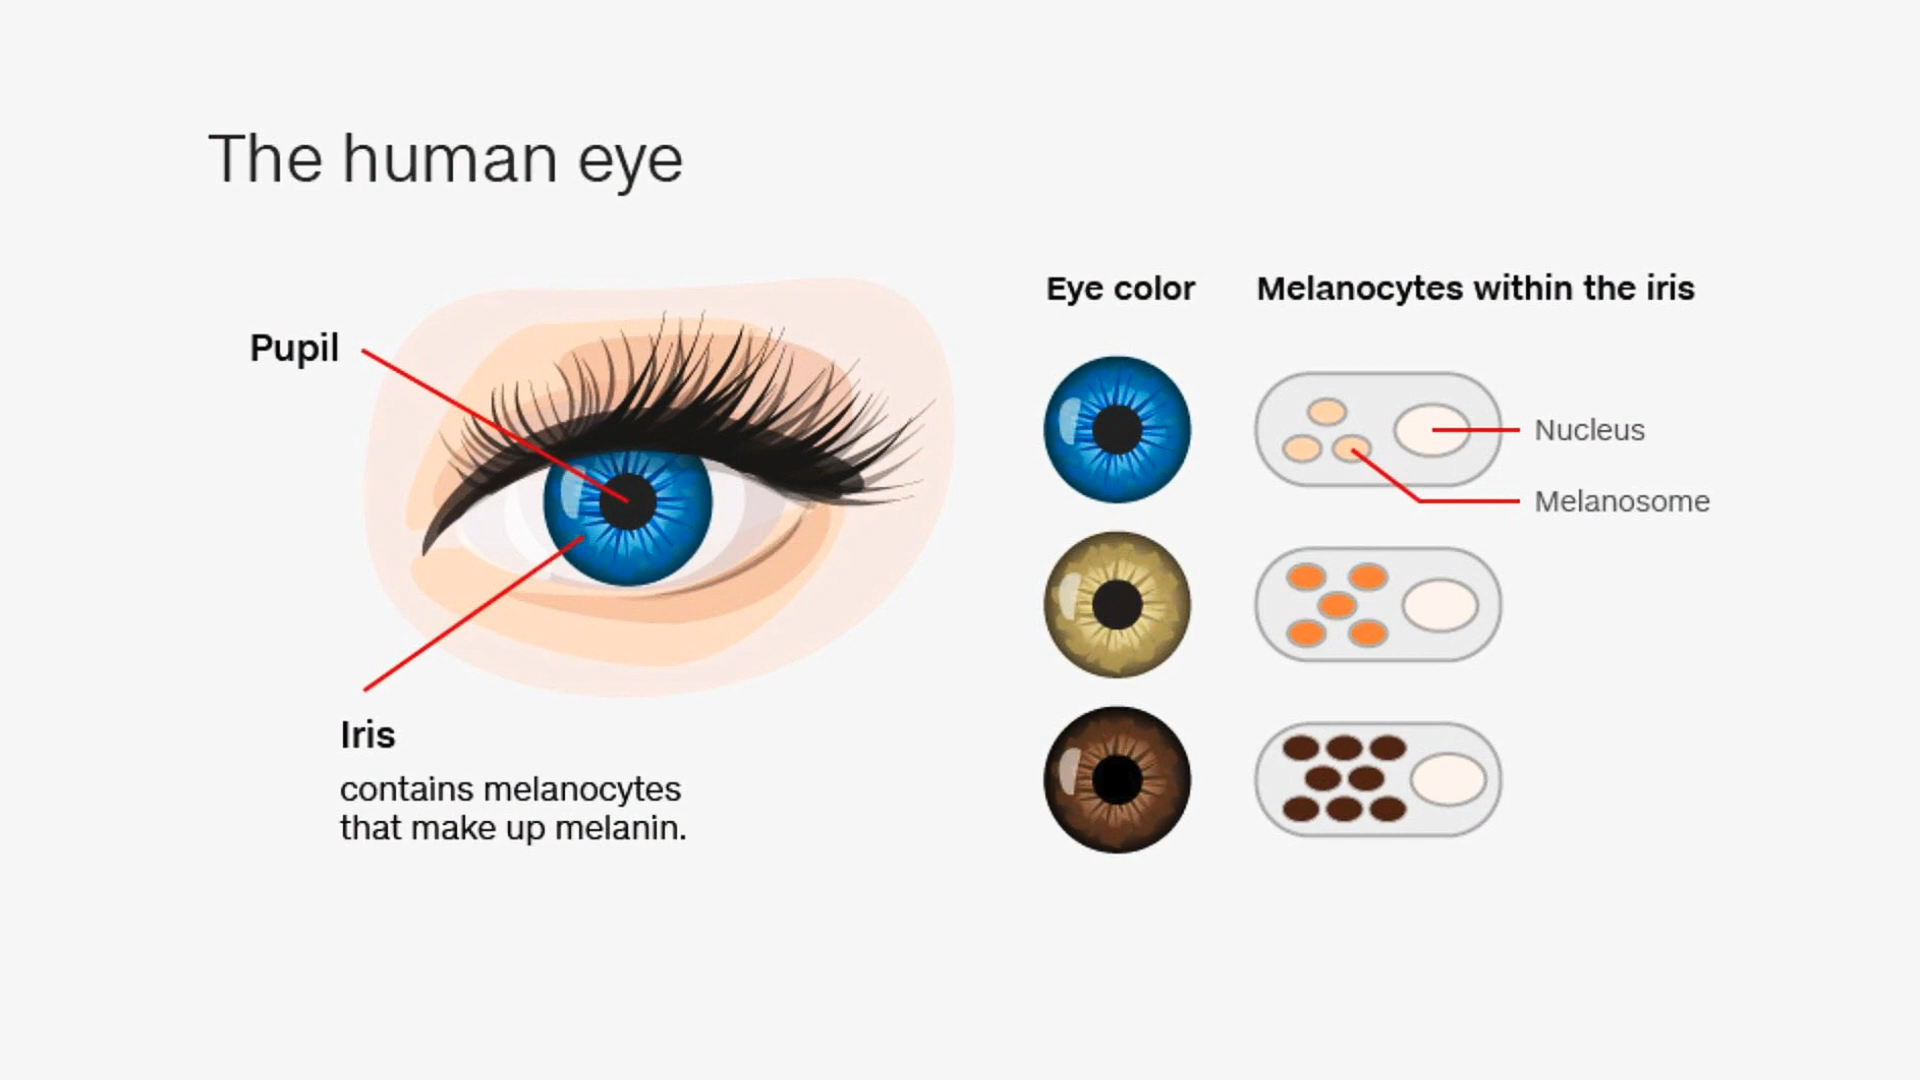 The human eye
Pupil
Iris
contains melanocytes
that make up melanin.
Eye color
Melanocytes within the iris
Nucleus
Melanosome